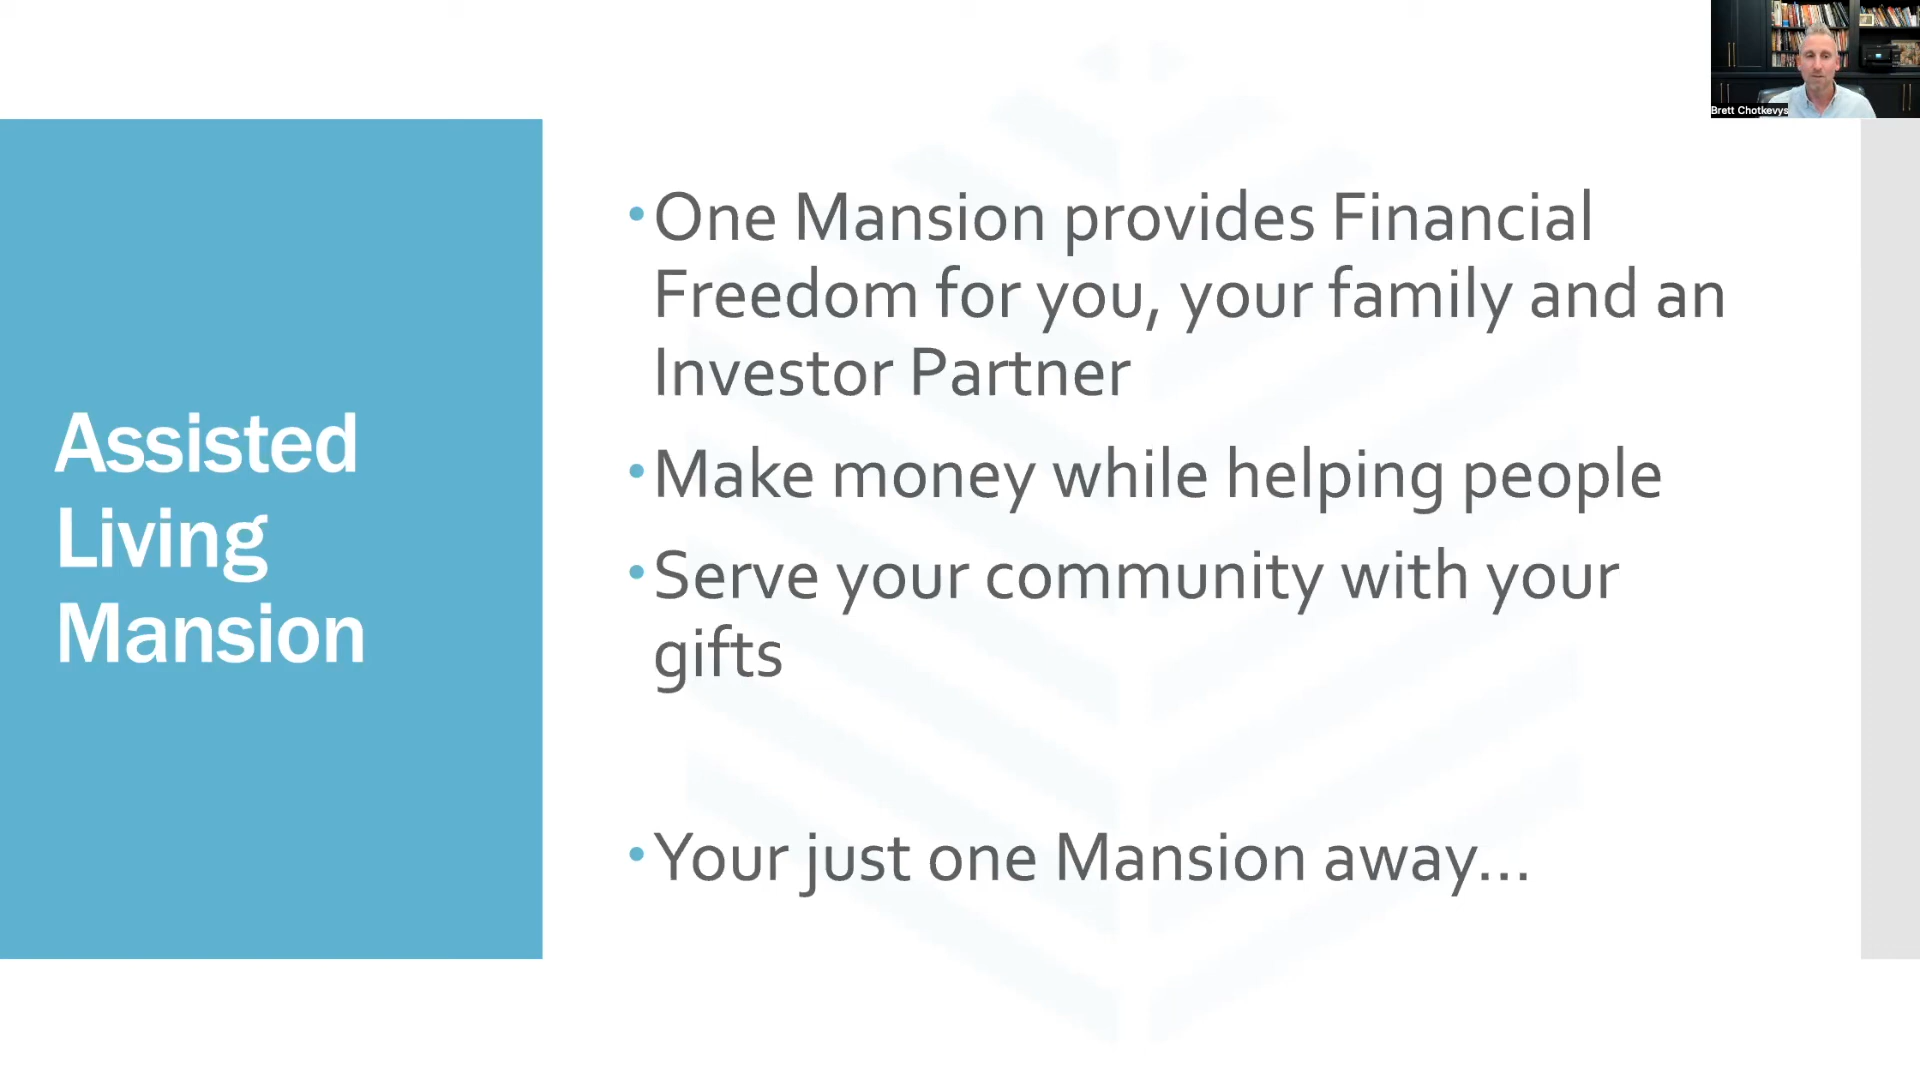 Brett Chotkevys
Assisted
Living
Mansion
•One Mansion provides Financial
Freedom for you, your family and an
Investor Partner
•Make money while helping people
•Serve your community with your
gifts
•Your just one Mansion away...